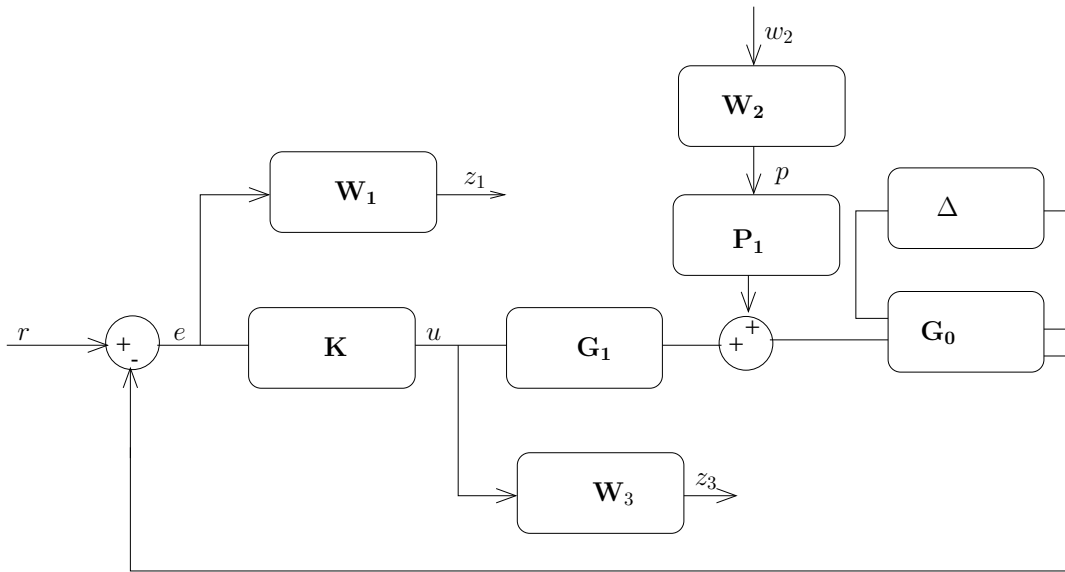 w₂
W₂
p
W₁
z₁
Δ
P₁
r
+
-
e
K
u
G₁
+
+
G₀
W₃
z₃